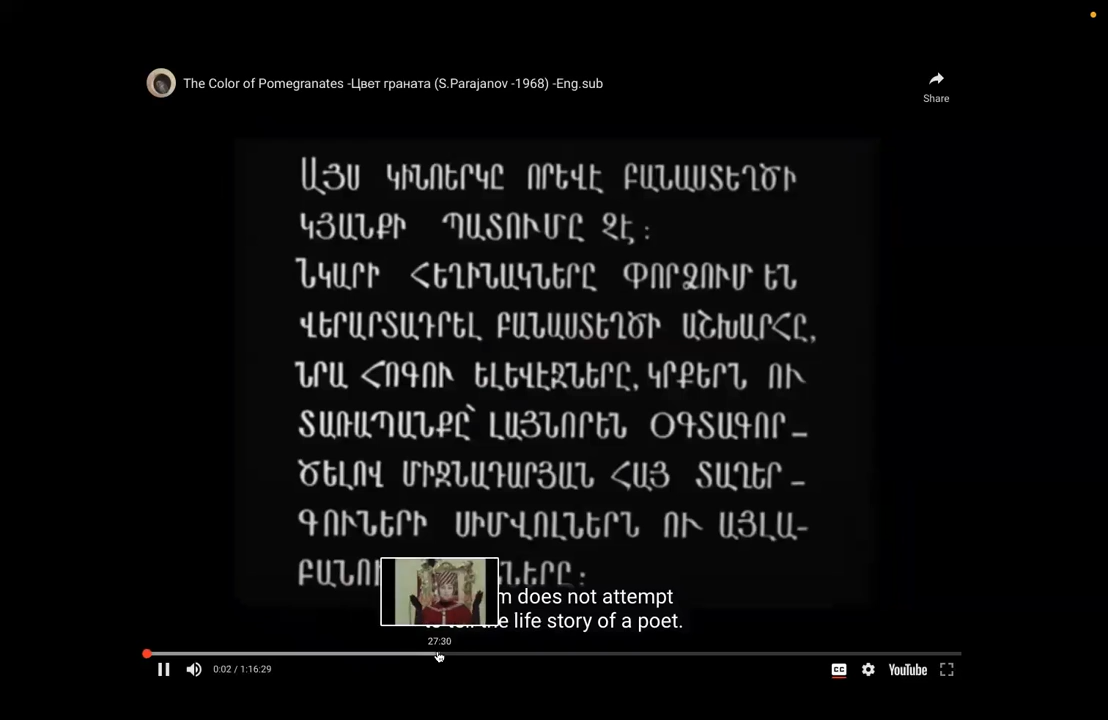 The Color of Pomegranates -Цвет граната (S.Parajanov -1968) -Eng.sub
Share
ԱՅՍ ԿԻՆՈԵՐԿԸ ՈՐԵՎԷ ԲԱՆԱՍՏԵՂԾԻ
ԿՅԱՆՔԻ ՊԱՏՈՒՄԸ ՉԷ:
ՆԿԱՐԻ ՀԵՂԻՆԱԿՆԵՐԸ ՓՈՐՁՈՒՄ ԵՆ
ՎԵՐԱՐՏԱԴՐԵԼ ԲԱՆԱՍՏԵՂԾԻ ԱՇԽԱՐՀԸ,
ՆՐԱ ՀՈԳՈՒ ԵԼԵՎԷՋՆԵՐԸ, ԿՐՔԵՐՆ ՈՒ
ՏԱՌԱՊԱՆՔԸ՝ ԼԱՅՆՈՐԵՆ ՕԳՏԱԳՈՐ-
ԾԵԼՈՎ ՄԻՋՆԱԴԱՐՅԱՆ ՀԱՅ ՏԱՂԵՐ-
ԳՈՒՆԵՐԻ ՍԻՄՎՈԼՆԵՐՆ ՈՒ ԱՅԼԱ-
does not attempt
life story of a poet.
27:30
0:02 / 1:16:29
CC
YouTube